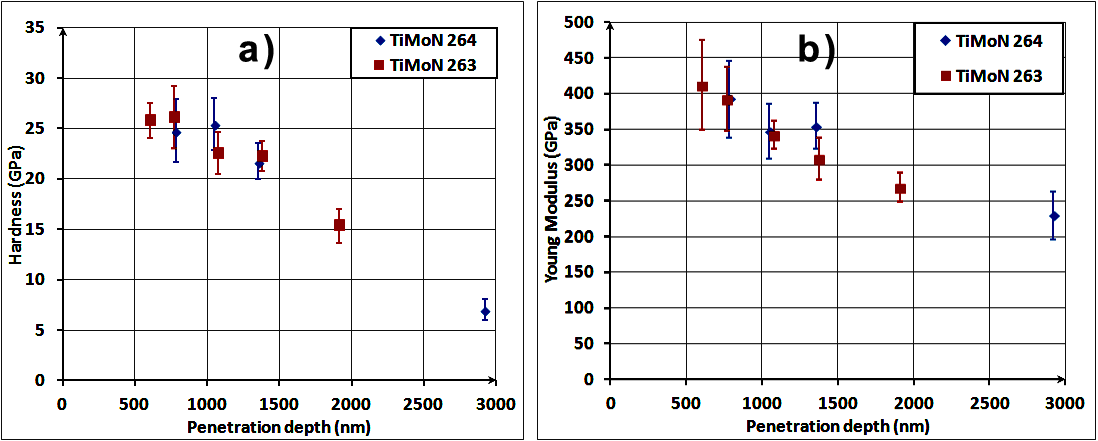 a)
TiMoN 264
TiMoN 263
Hardness (GPa)
35
30
25
20
15
10
5
0
0 500 1000 1500 2000 2500 3000
Penetration depth (nm)
b)
TiMoN 264
TiMoN 263
Young Modulus (GPa)
500
450
400
350
300
250
200
150
100
50
0
0 500 1000 1500 2000 2500 3000
Penetration depth (nm)